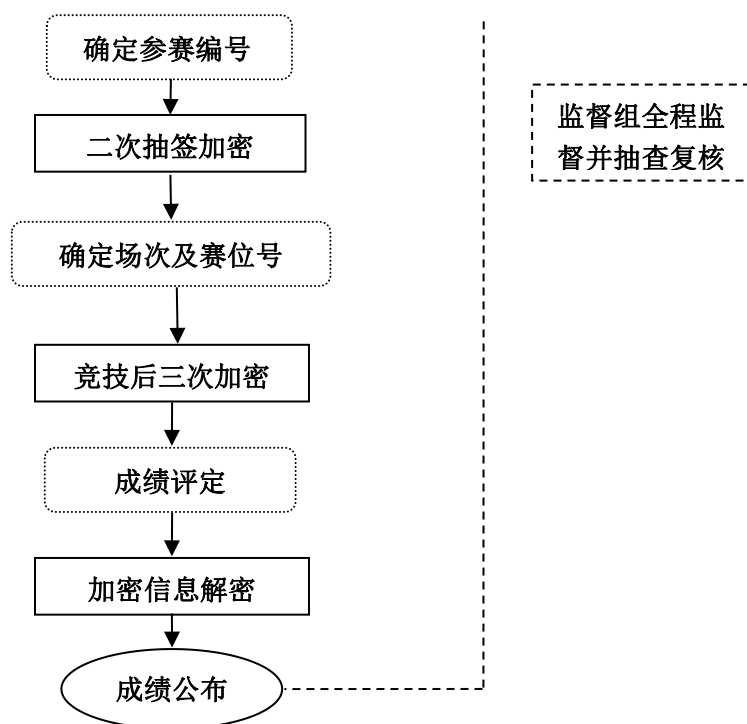 确定参赛编号
二次抽签加密
确定场次及赛位号
竞技后三次加密
成绩评定
加密信息解密
成绩公布
监督组全程监
督并抽查复核